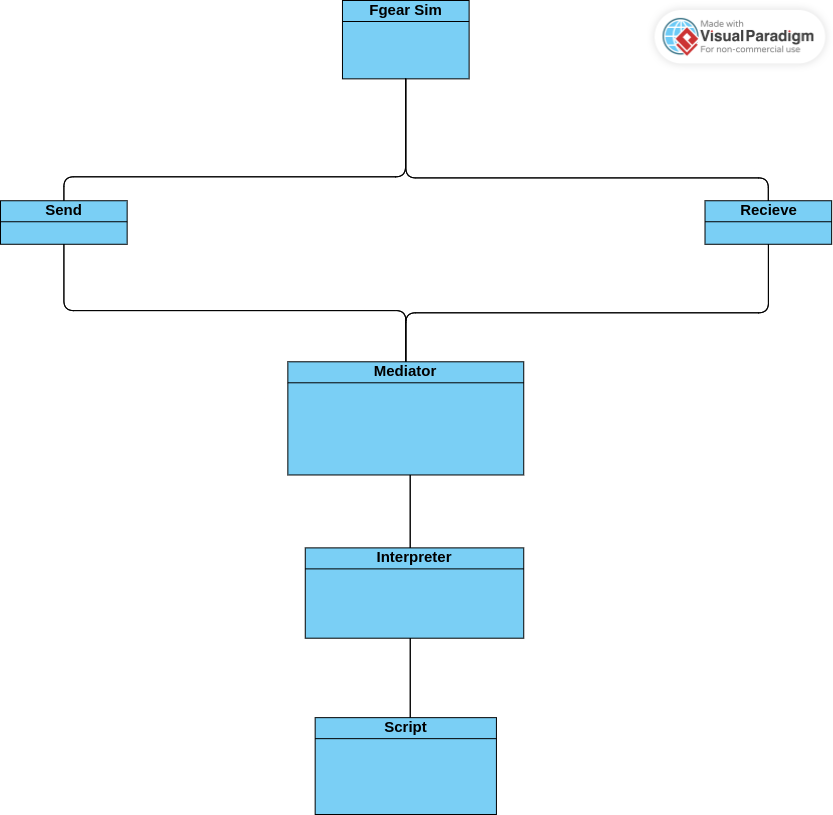 Fgear Sim
Made with
Visual Paradigm
For non-commercial use
Send
Recieve
Mediator
Interpreter
Script